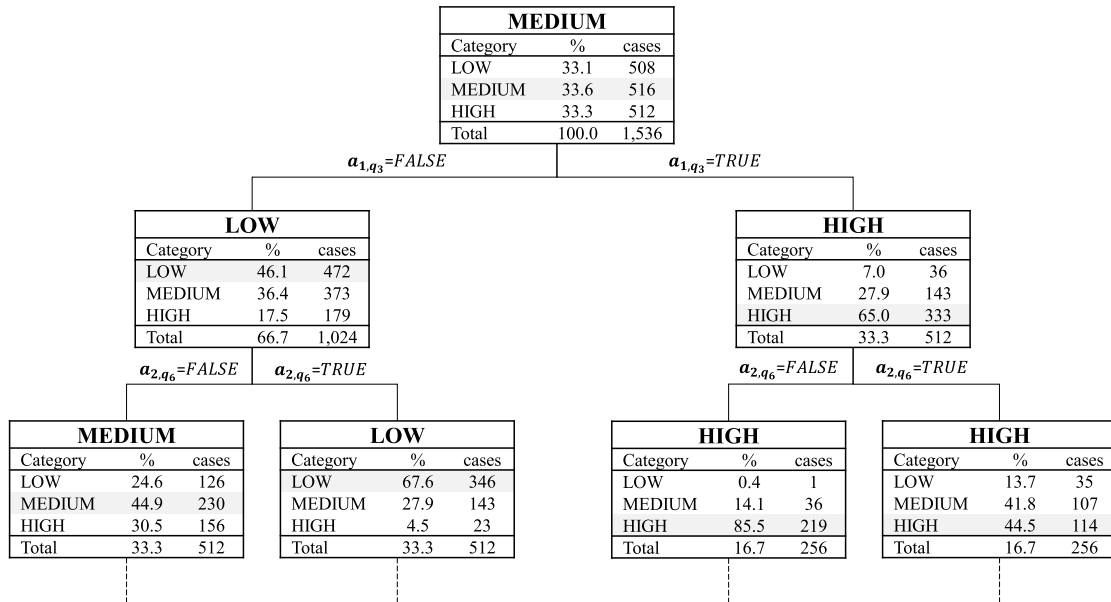 MEDIUM
Category % cases
LOW 33.1 508
MEDIUM 33.6 516
HIGH 33.3 512
Total 100.0 1,536
a1,q3=FALSE
a1,q3=TRUE
LOW
Category % cases
LOW 46.1 472
MEDIUM 36.4 373
HIGH 17.5 179
Total 66.7 1,024
HIGH
Category % cases
LOW 7.0 36
MEDIUM 27.9 143
HIGH 65.0 333
Total 33.3 512
a2,q6=FALSE
a2,q6=TRUE
a2,q6=FALSE
a2,q6=TRUE
MEDIUM
Category % cases
LOW 24.6 126
MEDIUM 44.9 230
HIGH 30.5 156
Total 33.3 512
LOW
Category % cases
LOW 67.6 346
MEDIUM 27.9 143
HIGH 4.5 23
Total 33.3 512
HIGH
Category % cases
LOW 0.4 1
MEDIUM 14.1 36
HIGH 85.5 219
Total 16.7 256
HIGH
Category % cases
LOW 13.7 35
MEDIUM 41.8 107
HIGH 44.5 114
Total 16.7 256